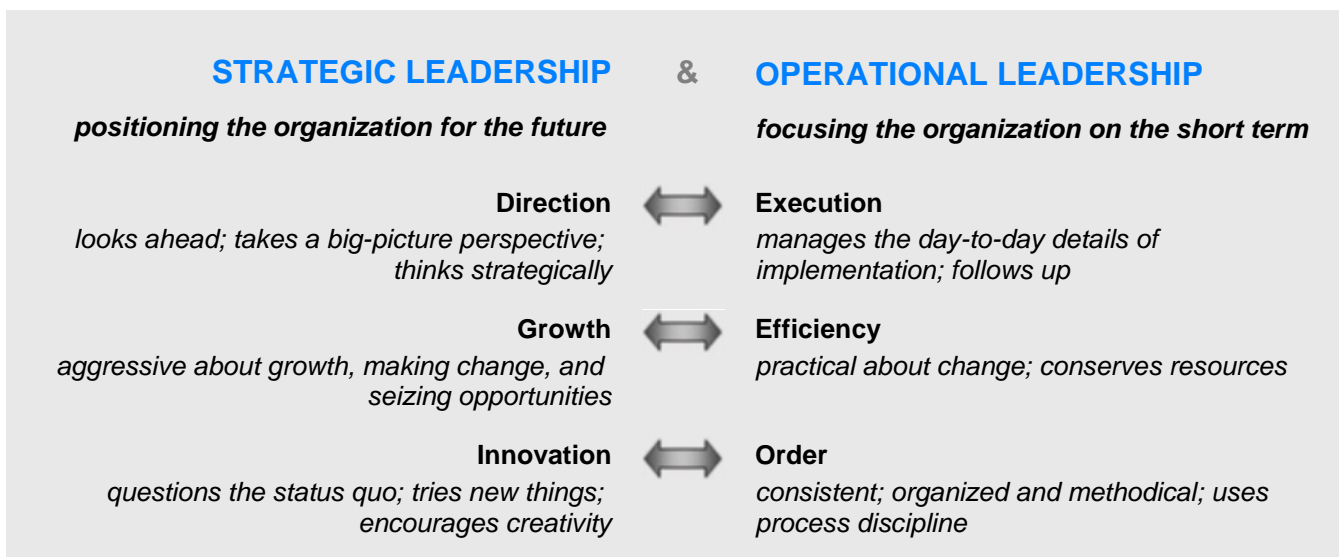 STRATEGIC LEADERSHIP & OPERATIONAL LEADERSHIP
positioning the organization for the future
focusing the organization on the short term
Direction
looks ahead; takes a big-picture perspective;
thinks strategically
Execution
manages the day-to-day details of
implementation; follows up
Growth
aggressive about growth, making change, and
seizing opportunities
Efficiency
practical about change; conserves resources
Innovation
questions the status quo; tries new things;
encourages creativity
Order
consistent; organized and methodical; uses
process discipline